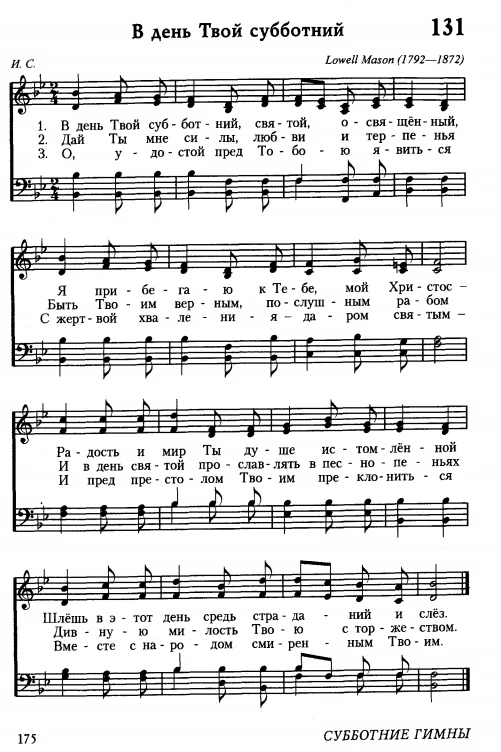 В день Твой субботний
131
И. С.
Lowell Mason (1792—1872)
1. В день Твой суб-бот-ний, свя-той, о-свя-щён-ный,
2. Дай Ты мне си-лы, люб-ви и тер-пе-нья
3. О, у-до-стой пред То-бо-ю я-вить-ся
Я при-бе-га-ю к Те-бе, мой Хри-стос-
Быть Тво-им вер-ным, по-слуш-ным ра-бом
С жерт-вой хва-ле-ни-я-да-ром свя-тым-
Ра-дость и мир Ты ду-ше ис-том-лён-ной
И в день свя-той про-слав-лять в пес-но-пе-ньях
И пред пре-сто-лом Тво-им пре-кло-нить-ся
Шлёшь в э-тот день средь стра-да-ний и слёз.
Див-ну-ю ми-лость Тво-ю с тор-же-ством.
Вме-сте с на-ро-дом сми-рен-ным Тво-им.
175
СУББОТНИЕ ГИМНЫ